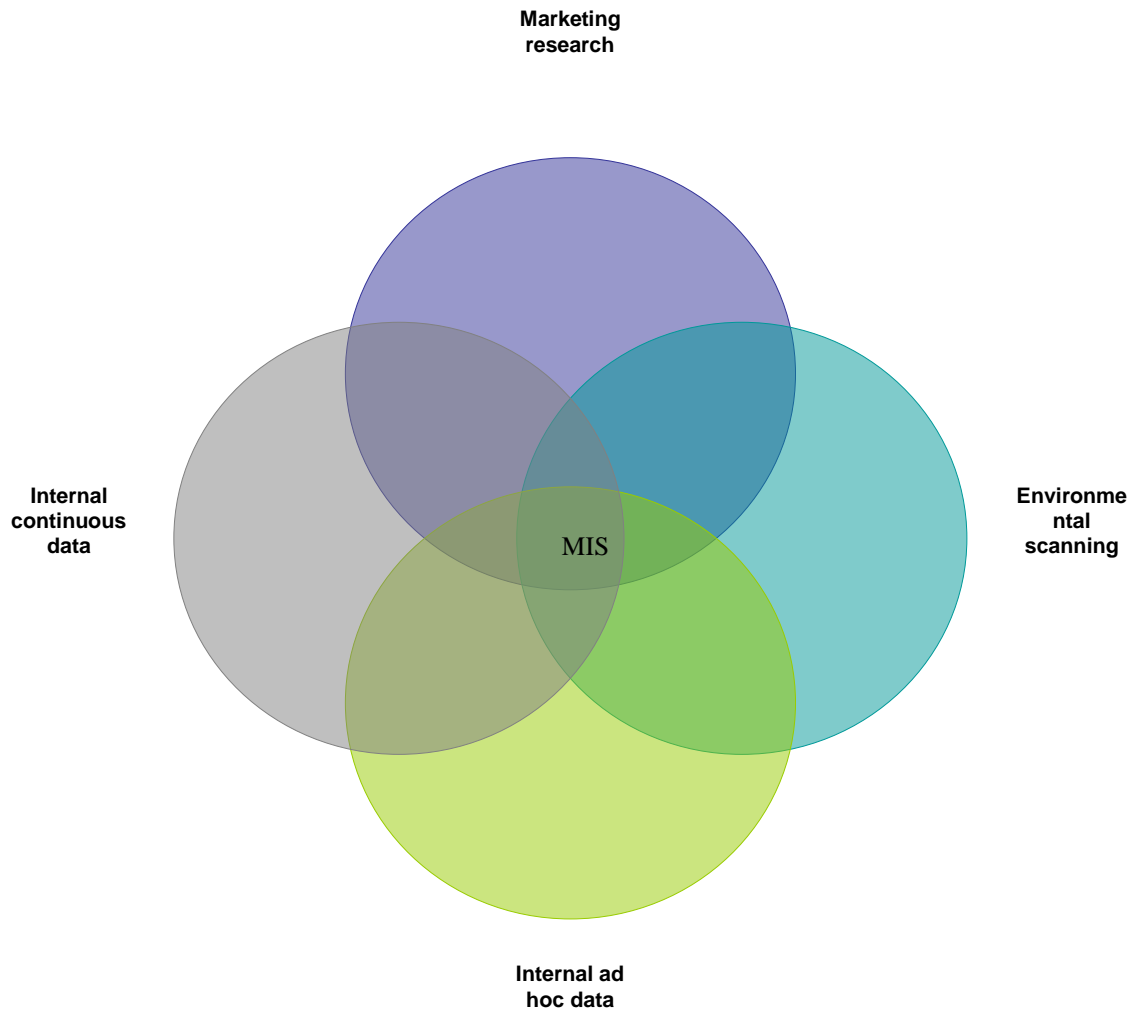 Marketing
research
Internal
continuous
data
MIS
Environme
ntal
scanning
Internal ad
hoc data